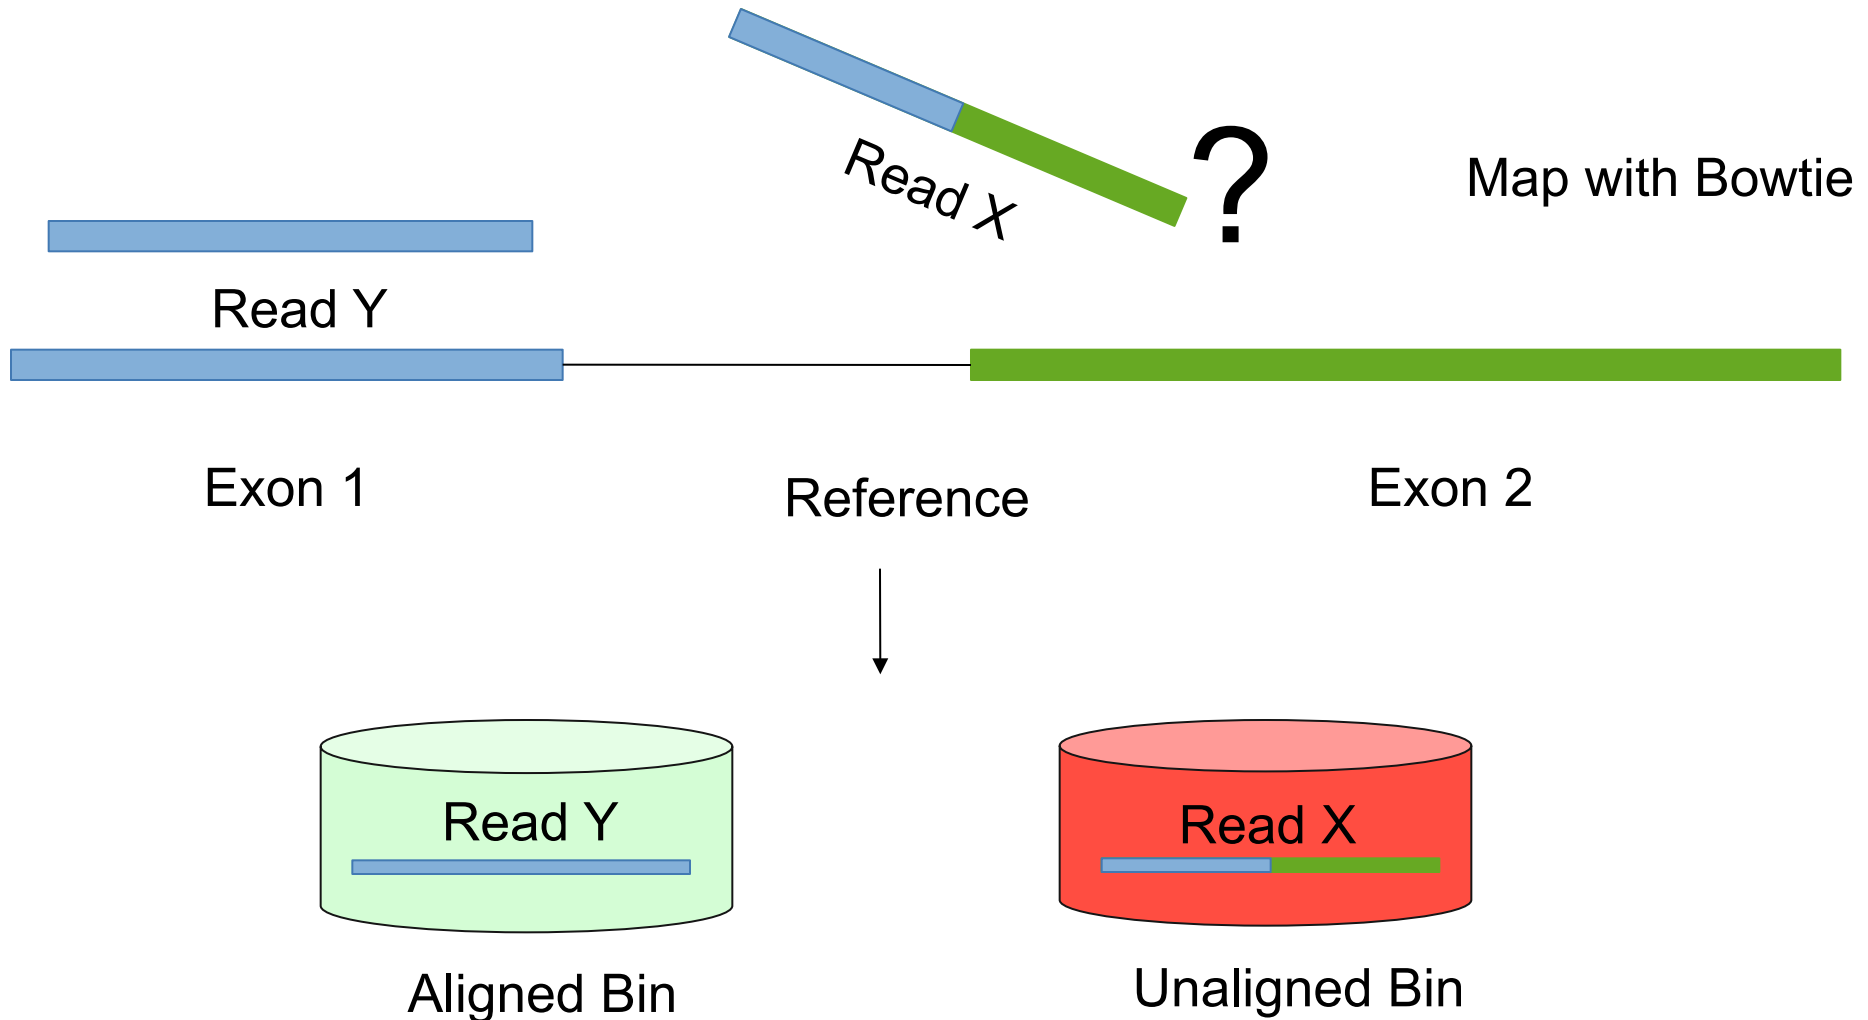 Read X
?
Map with Bowtie
Read Y
Exon 1
Reference
Exon 2
Read Y
Read X
Aligned Bin
Unaligned Bin